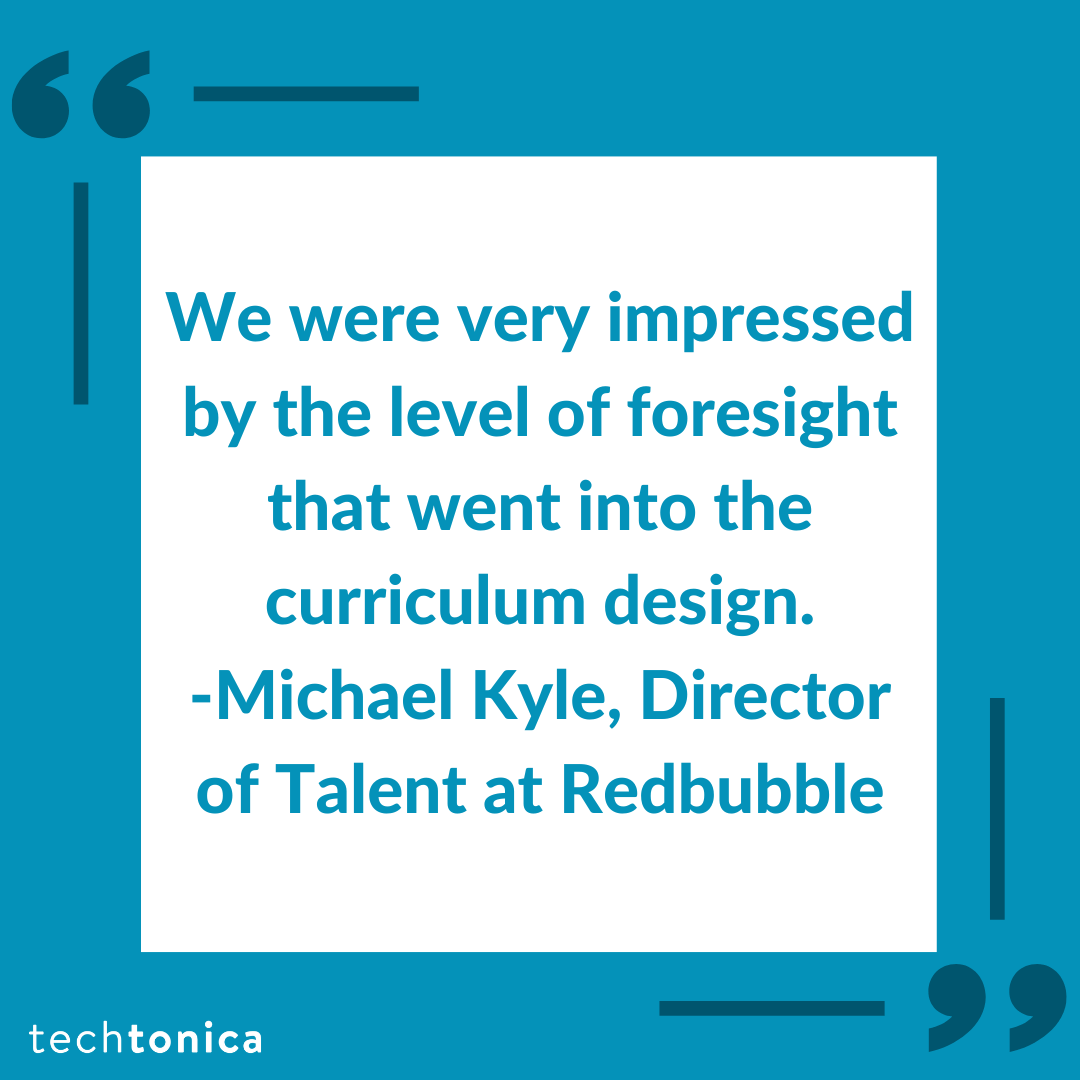 We were very impressed
by the level of foresight
that went into the
curriculum design.
-Michael Kyle, Director
of Talent at Redbubble
techtonica